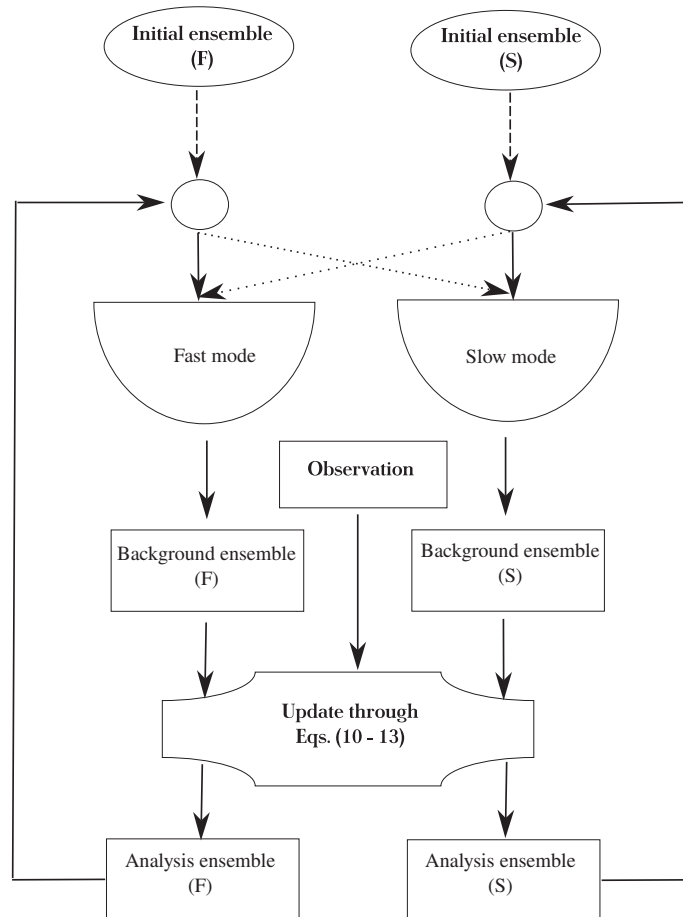 Initial ensemble
(F)
Initial ensemble
(S)
Fast mode
Slow mode
Observation
Background ensemble
(F)
Background ensemble
(S)
Update through
Eqs. (10 - 13)
Analysis ensemble
(F)
Analysis ensemble
(S)